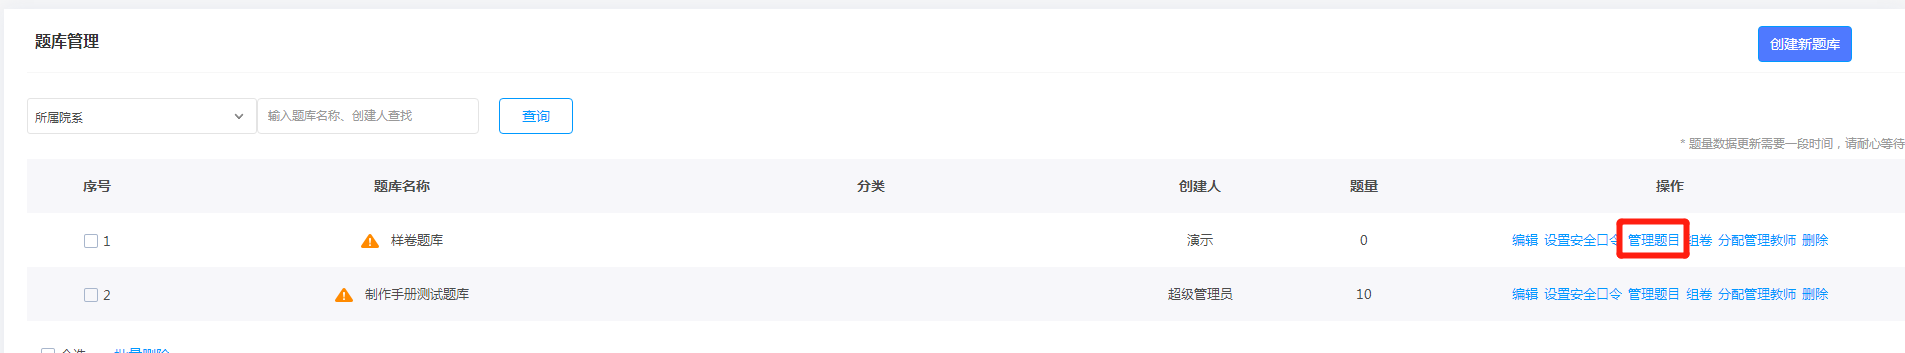 题库管理
创建新题库
所属院系 输入题库名称、创建人查找 查询
* 题量数据更新需要一段时间，请耐心等待
序号 题库名称 分类 创建人 题量 操作
1 样卷题库 演示 0 编辑 设置安全口令 管理题目 组卷 分配管理教师 删除
2 制作手册测试题库 超级管理员 10 编辑 设置安全口令 管理题目 组卷 分配管理教师 删除
全选 批量删除